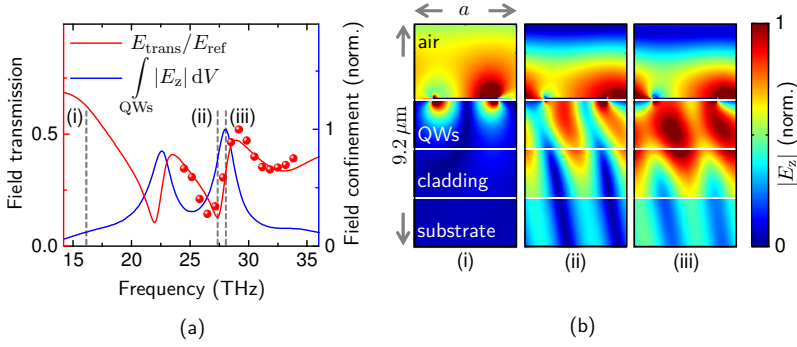 (a)
E_trans/E_ref
∫ |E_z| dV
QWs
(i)
(ii)
(iii)
Field transmission
0.5
0.0
Field confinement (norm.)
1
0
15 20 25 30 35
Frequency (THz)
(a)
(b)
a
9.2 μm
air
QWs
cladding
substrate
(i)
(ii)
(iii)
1
|E_z| (norm.)
0
(b)